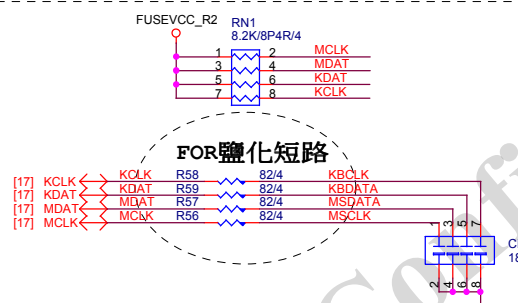 FUSEVCC_R2
RN1
8.2K/8P4R/4
1 2 MCLK
3 4 MDAT
5 6 KDAT
7 8 KCLK
FOR鹽化短路
[17] KCLK KCLK R58 82/4 KBCLK
[17] KDAT KDAT R59 82/4 KBDATA
[17] MDAT MDAT R57 82/4 MSDATA
[17] MCLK MCLK R56 82/4 MSCLK
1 3 5 7
2 4 6 8
Confi